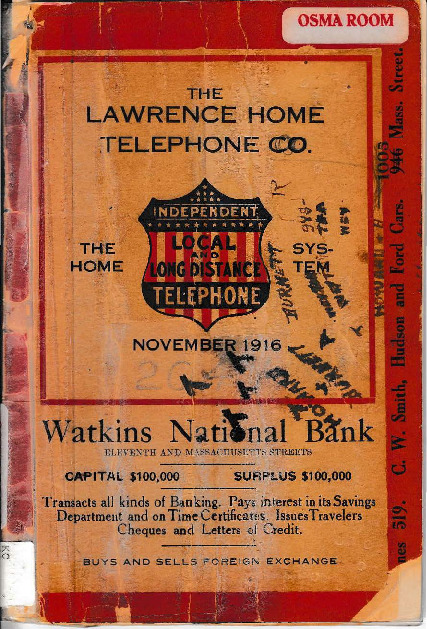 OSMA ROOM
THE
LAWRENCE HOME
TELEPHONE CO.
INDEPENDENT
LOCAL
AND
LONG DISTANCE
TELEPHONE
THE
HOME
SYS-
TEM
NOVEMBER 1916
Watkins National Bank
ELEVENTH AND MASSACHUSETTS STREETS
CAPITAL $100,000 SURPLUS $100,000
Transacts all kinds of Banking. Pays interest in its Savings
Department and on Time Certificates. Issues Travelers
Cheques and Letters of Credit.
BUYS AND SELLS FOREIGN EXCHANGE.
nes 519. C. W. Smith, Hudson and Ford Cars. 946 Mass. Street.
1005